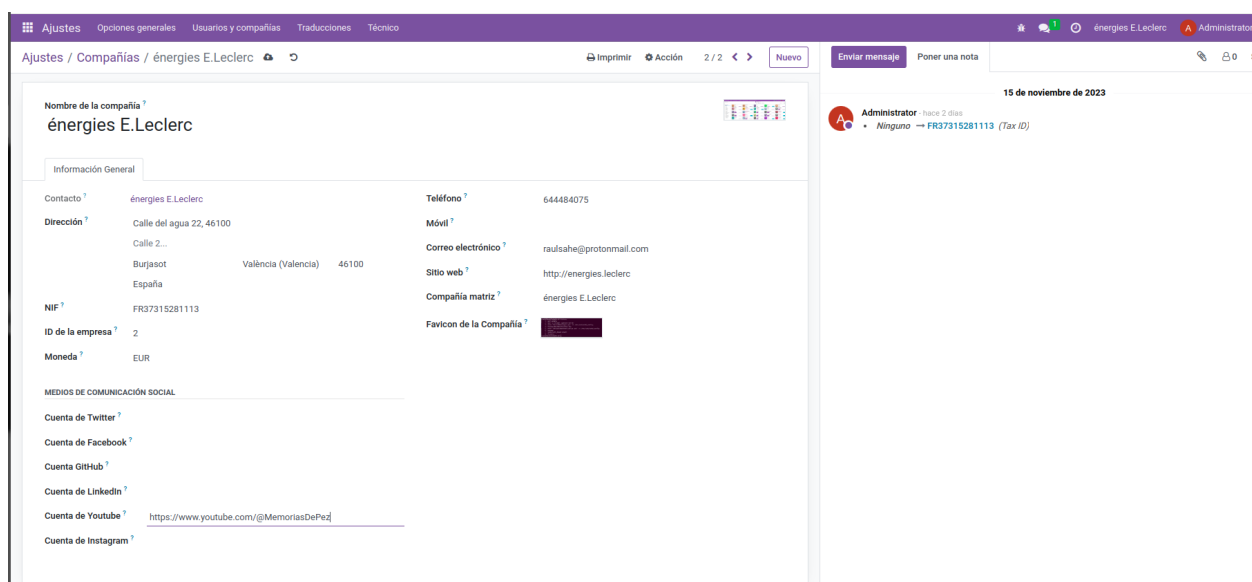 Ajustes Opciones generales Usuarios y compañías Traducciones Técnico 1 énergies E.Leclerc A Administrator
Ajustes / Compañías / énergies E.Leclerc Imprimir Acción 2 / 2 Nuevo Enviar mensaje Poner una nota 0
15 de noviembre de 2023
Nombre de la compañía ?
énergies E.Leclerc
A Administrator - hace 2 días
• Ninguno → FR37315281113 (Tax ID)
Información General
Contacto ? énergies E.Leclerc
Dirección ? Calle del agua 22, 46100
Calle 2...
Burjasot València (Valencia) 46100
España
NIF ? FR37315281113
ID de la empresa ? 2
Moneda ? EUR
Teléfono ? 644484075
Móvil ?
Correo electrónico ? raulsahe@protonmail.com
Sitio web ? http://energies.leclerc
Compañía matriz ? énergies E.Leclerc
Favicon de la Compañía ?
MEDIOS DE COMUNICACIÓN SOCIAL
Cuenta de Twitter ?
Cuenta de Facebook ?
Cuenta GitHub ?
Cuenta de LinkedIn ?
Cuenta de Youtube ? https://www.youtube.com/@MemoriasDePez
Cuenta de Instagram ?